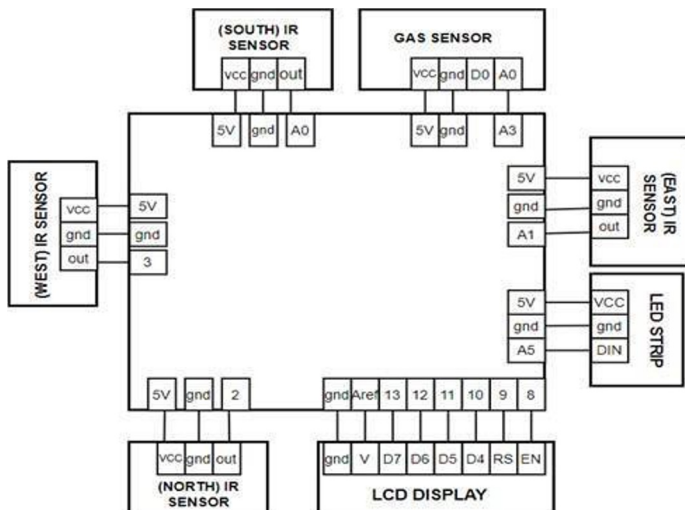 (SOUTH) IR
SENSOR
vcc gnd out
5V gnd A0
GAS SENSOR
vcc gnd D0 A0
5V gnd A3
(WEST) IR SENSOR
vcc 5V
gnd gnd
out 3
5V vcc
gnd gnd
A1 out
(EAST) IR
SENSOR
5V VCC
gnd gnd
A5 DIN
LED STRIP
5V gnd 2
vcc gnd out
(NORTH) IR
SENSOR
gnd Aref 13 12 11 10 9 8
gnd V D7 D6 D5 D4 RS EN
LCD DISPLAY